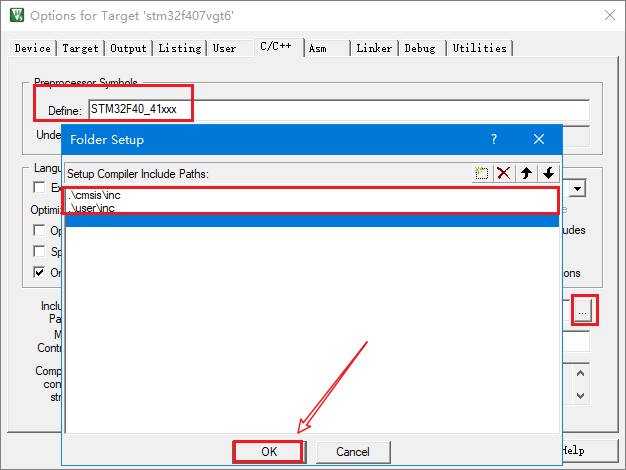 Options for Target 'stm32f407vgt6'
Device Target Output Listing User C/C++ Asm Linker Debug Utilities
Preprocessor Symbols
Define: STM32F40_41xxx
Folder Setup
Setup Compiler Include Paths:
.\cmsis\inc
.\user\inc
...
OK Cancel